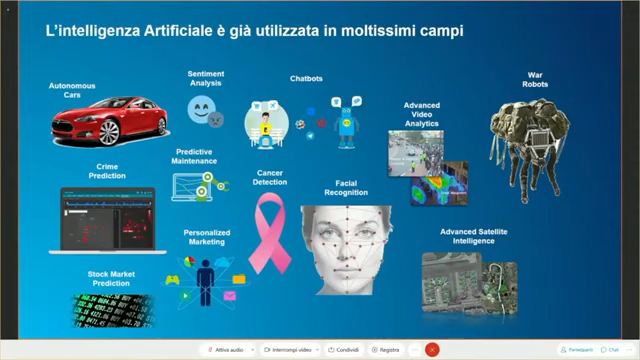 L'intelligenza Artificiale è già utilizzata in moltissimi campi
Autonomous
Cars
Sentiment
Analysis
Chatbots
War
Robots
Advanced
Video
Analytics
Crime
Prediction
Predictive
Maintenance
Cancer
Detection
Facial
Recognition
Personalized
Marketing
Advanced Satellite
Intelligence
Stock Market
Prediction
Attiva audio
Interrompi video
Condividi
Registra
Partecipanti
Chat